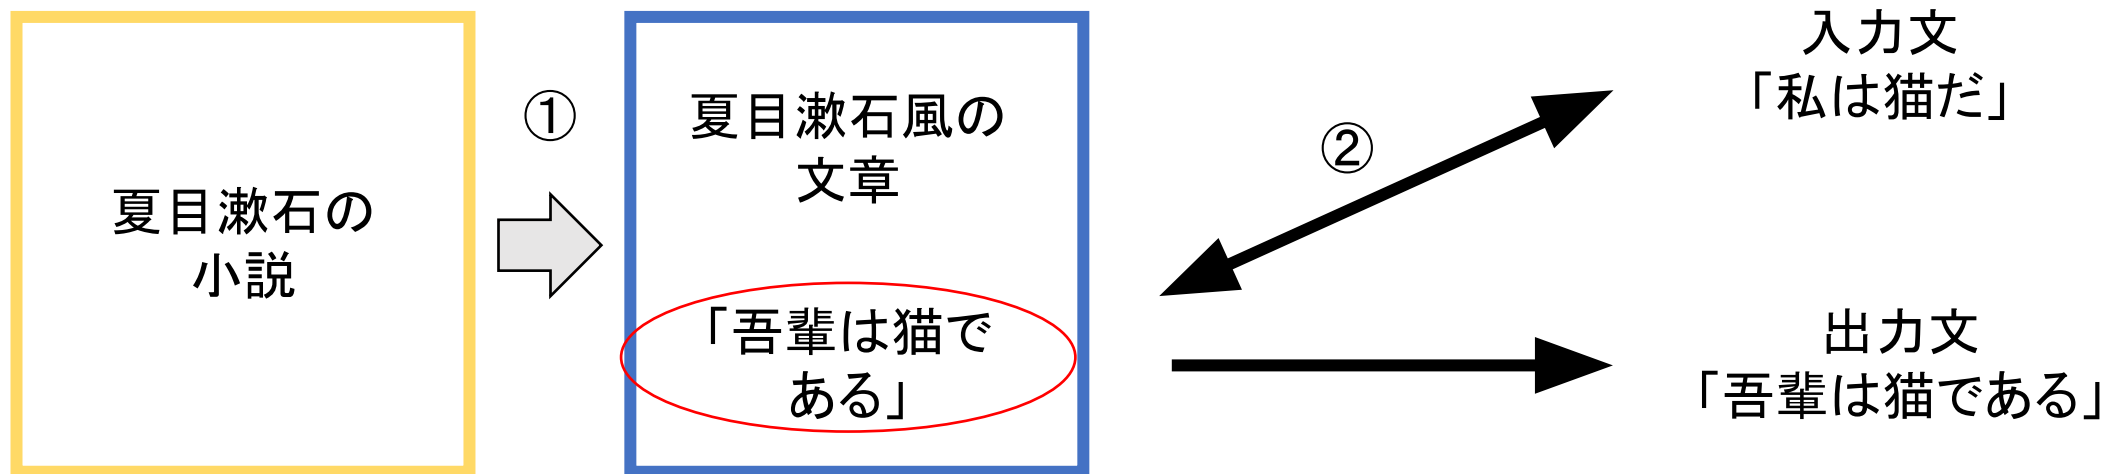 夏目漱石の
小説
①
夏目漱石風の
文章
「吾輩は猫で
ある」
②
入力文
「私は猫だ」
出力文
「吾輩は猫である」